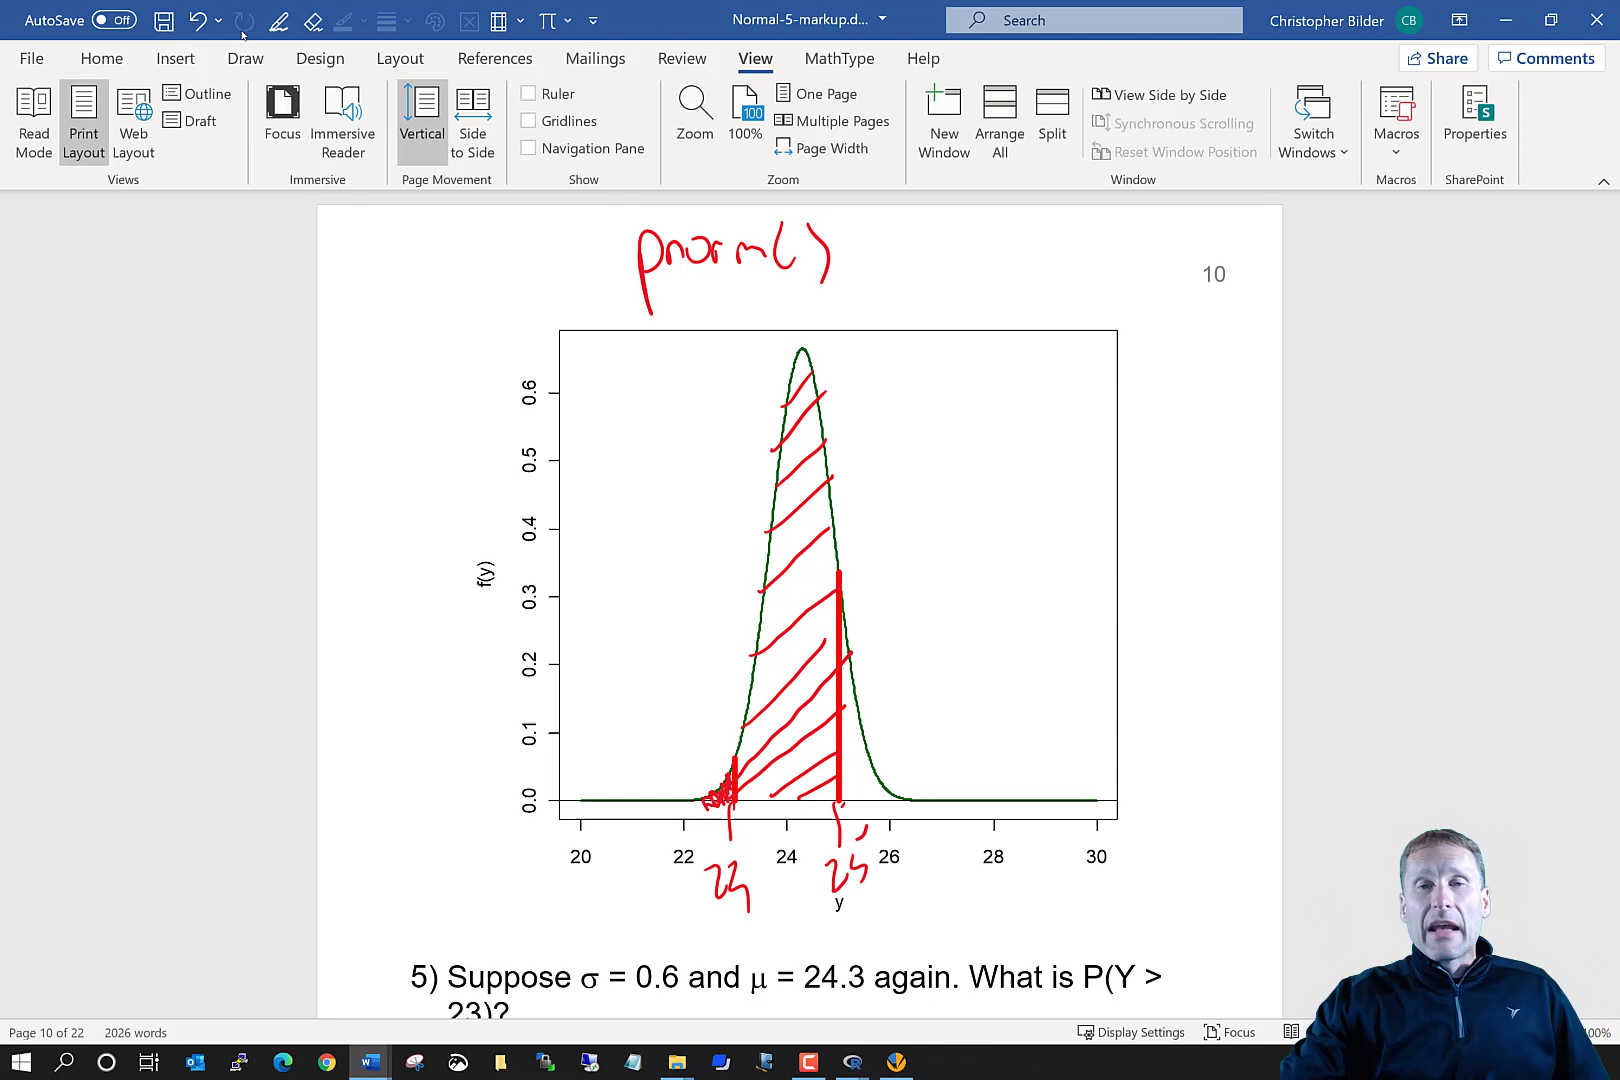 AutoSave Off
Normal-5-markup.d...
Search
Christopher Bilder CB
File Home Insert Draw Design Layout References Mailings Review View MathType Help
Share Comments
Read Mode
Print Layout
Web Layout
Outline
Draft
Views
Focus
Immersive Reader
Immersive
Vertical
Side to Side
Page Movement
Ruler
Gridlines
Navigation Pane
Show
Zoom
100
100%
One Page
Multiple Pages
Page Width
Zoom
New Window
Arrange All
Split
View Side by Side
Synchronous Scrolling
Reset Window Position
Switch Windows
Window
Macros
Macros
S
Properties
SharePoint
pnorm()
10
f(y)
0.6
0.5
0.4
0.3
0.2
0.1
0.0
20 22 24 26 28 30
23 25
y
5) Suppose σ = 0.6 and μ = 24.3 again. What is P(Y >
23)?
Page 10 of 22 2026 words
Display Settings Focus